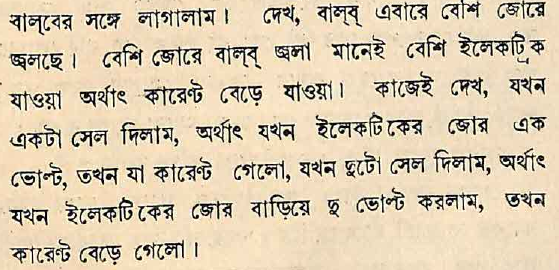 বাল্‌বের সঙ্গে লাগালাম। দেখ, বাল্‌ব্ এবারে বেশি জোরে
জ্বলছে। বেশি জোরে বাল্‌ব্ জ্বলা মানেই বেশি ইলেকট্রিক
যাওয়া অর্থাৎ কারেণ্ট বেড়ে যাওয়া। কাজেই দেখ, যখন
একটা সেল দিলাম, অর্থাৎ যখন ইলেকটিকের জোর এক
ভোল্ট, তখন যা কারেণ্ট গেলো, যখন দুটো সেল দিলাম, অর্থাৎ
যখন ইলেকটিকের জোর বাড়িয়ে দু ভোল্ট করলাম, তখন
কারেণ্ট বেড়ে গেলো।